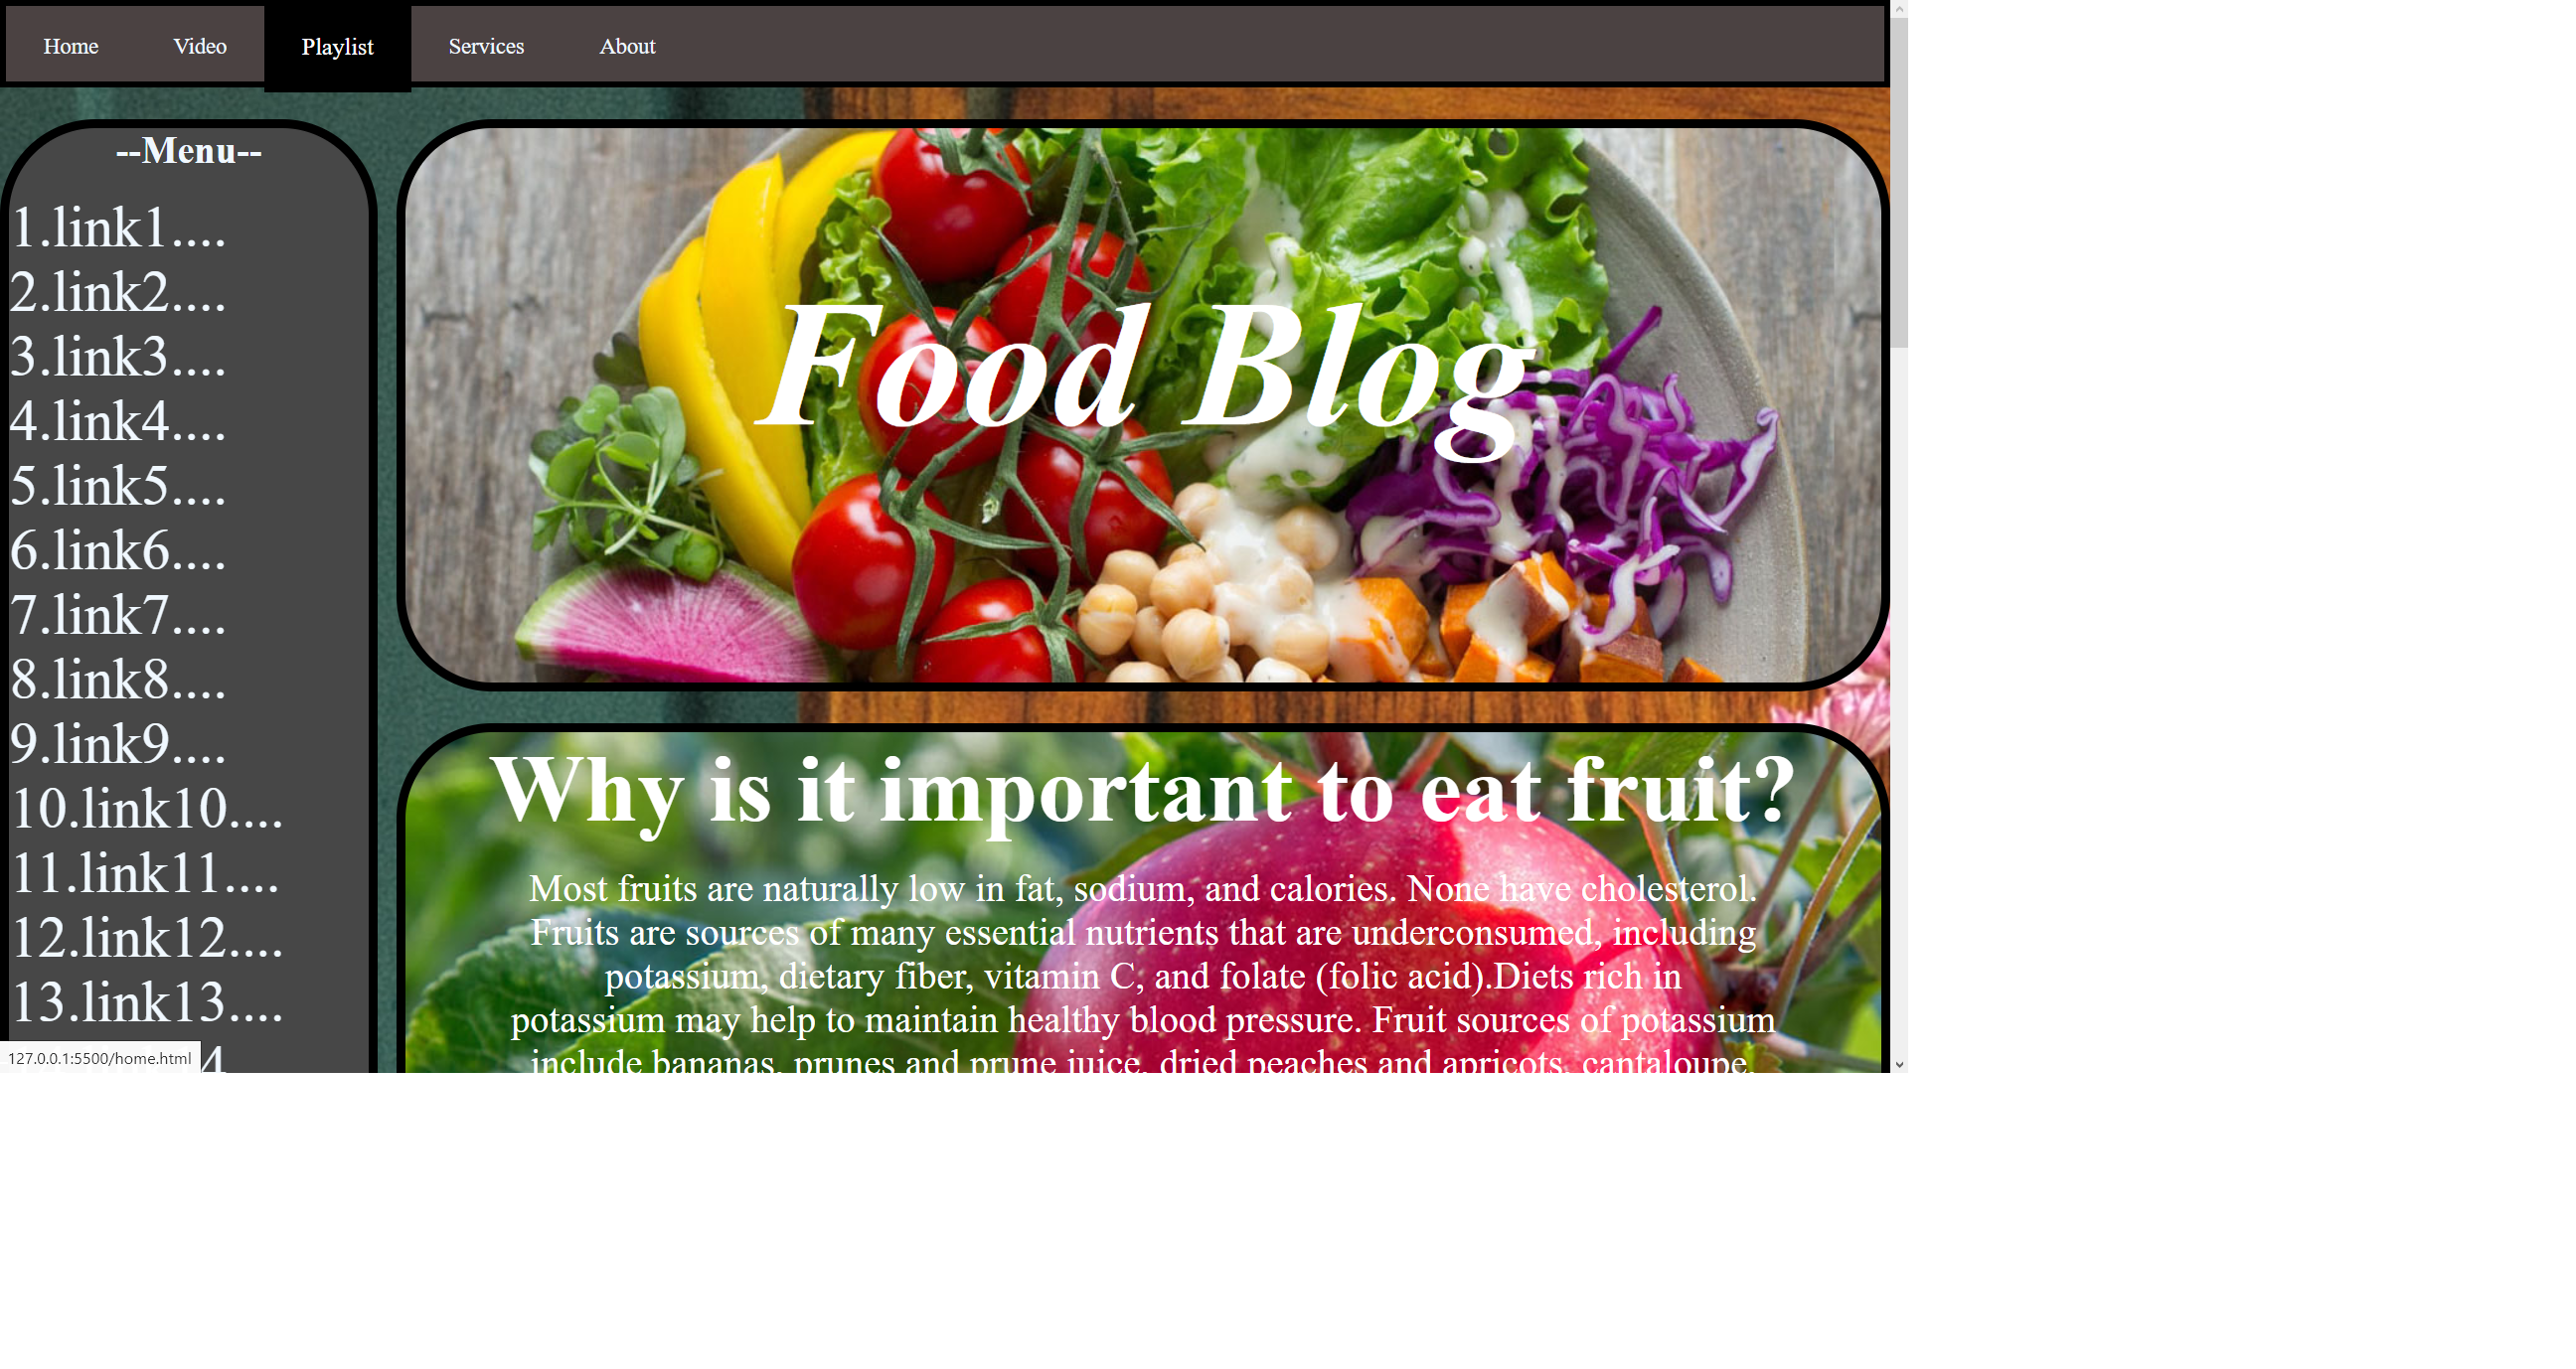 Home Video Playlist Services About
--Menu--
1.link1....
2.link2....
3.link3....
4.link4....
5.link5....
6.link6....
7.link7....
8.link8....
9.link9....
10.link10....
11.link11....
12.link12....
13.link13....
127.0.0.1:5500/home.html
Food Blog
Why is it important to eat fruit?
Most fruits are naturally low in fat, sodium, and calories. None have cholesterol.
Fruits are sources of many essential nutrients that are underconsumed, including
potassium, dietary fiber, vitamin C, and folate (folic acid).Diets rich in
potassium may help to maintain healthy blood pressure. Fruit sources of potassium
include bananas, prunes and prune juice, dried peaches and apricots, cantaloupe,